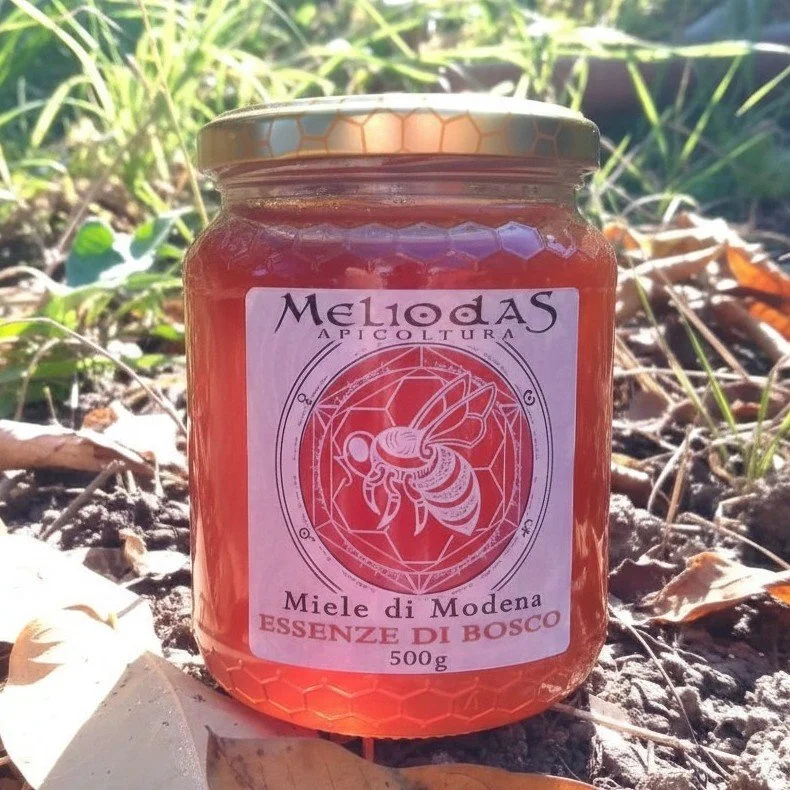 MELIODAS
APICOLTURA
Miele di Modena
ESSENZE DI BOSCO
500g